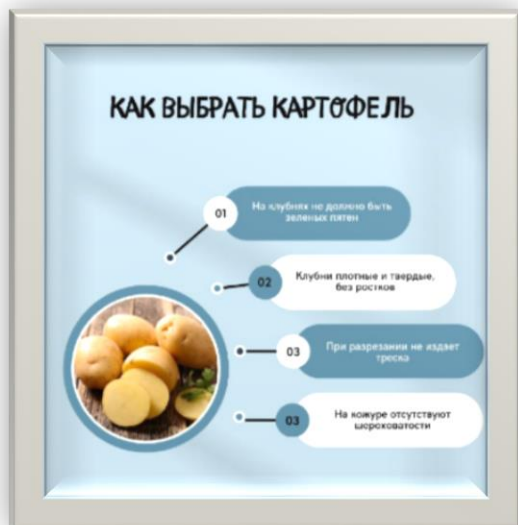 КАК ВЫБРАТЬ КАРТОФЕЛЬ
01
На клубнях не должно быть
зеленых пятен
02
Клубни плотные и твердые,
без ростков
03
При разрезании не издает
треска
03
На кожуре отсутствуют
шероховатости